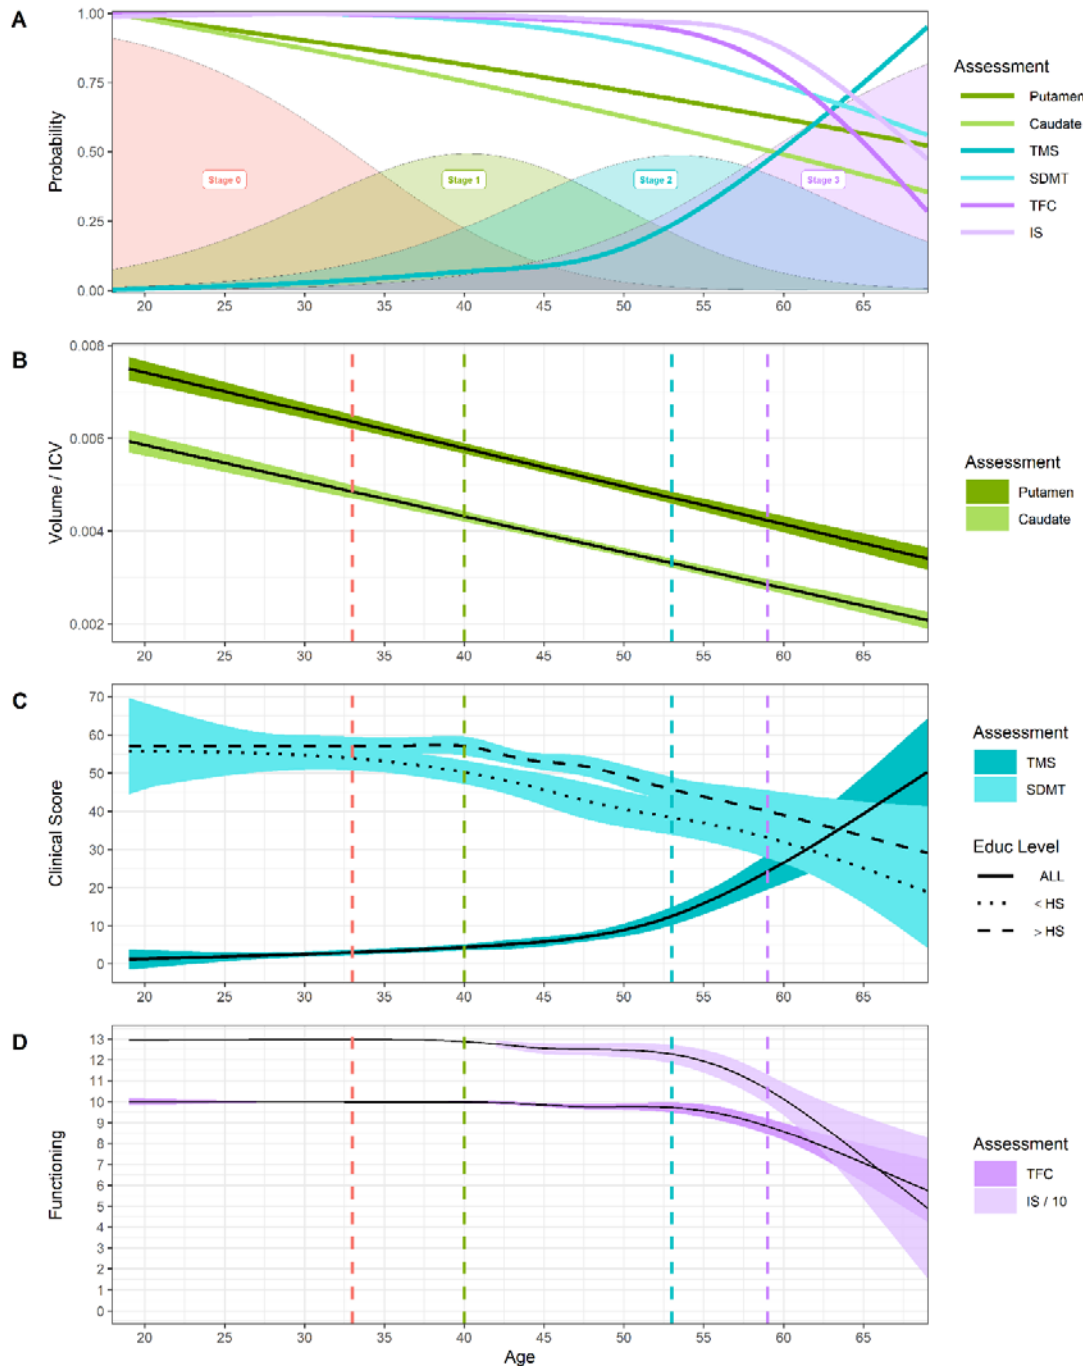 A
Probability
1.00
0.75
0.50
0.25
0.00
Stage 0
Stage 1
Stage 2
Stage 3
20 25 30 35 40 45 50 55 60 65
Assessment
Putamen
Caudate
TMS
SDMT
TFC
IS
B
Volume / ICV
0.008
0.006
0.004
0.002
20 25 30 35 40 45 50 55 60 65
Assessment
Putamen
Caudate
C
Clinical Score
70
60
50
40
30
20
10
0
20 25 30 35 40 45 50 55 60 65
Assessment
TMS
SDMT
Educ Level
ALL
< HS
> HS
D
Functioning
13
12
11
10
9
8
7
6
5
4
3
2
1
0
20 25 30 35 40 45 50 55 60 65
Age
Assessment
TFC
IS / 10